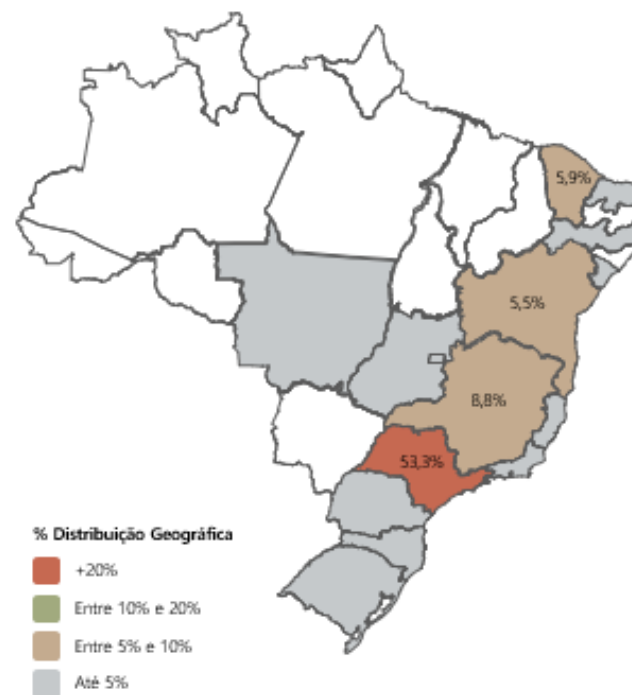 5,9%
5,5%
8,8%
53,3%
% Distribuição Geográfica
+20%
Entre 10% e 20%
Entre 5% e 10%
Até 5%